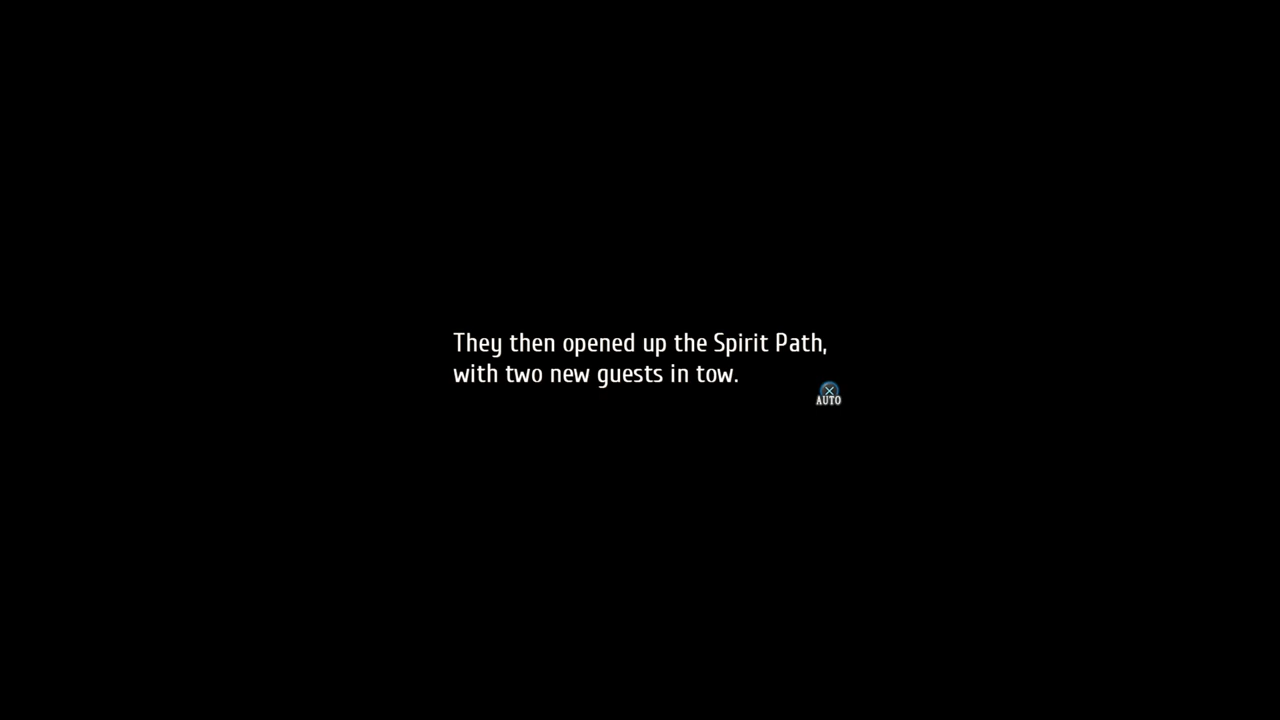 They then opened up the Spirit Path,
with two new guests in tow.
AUTO